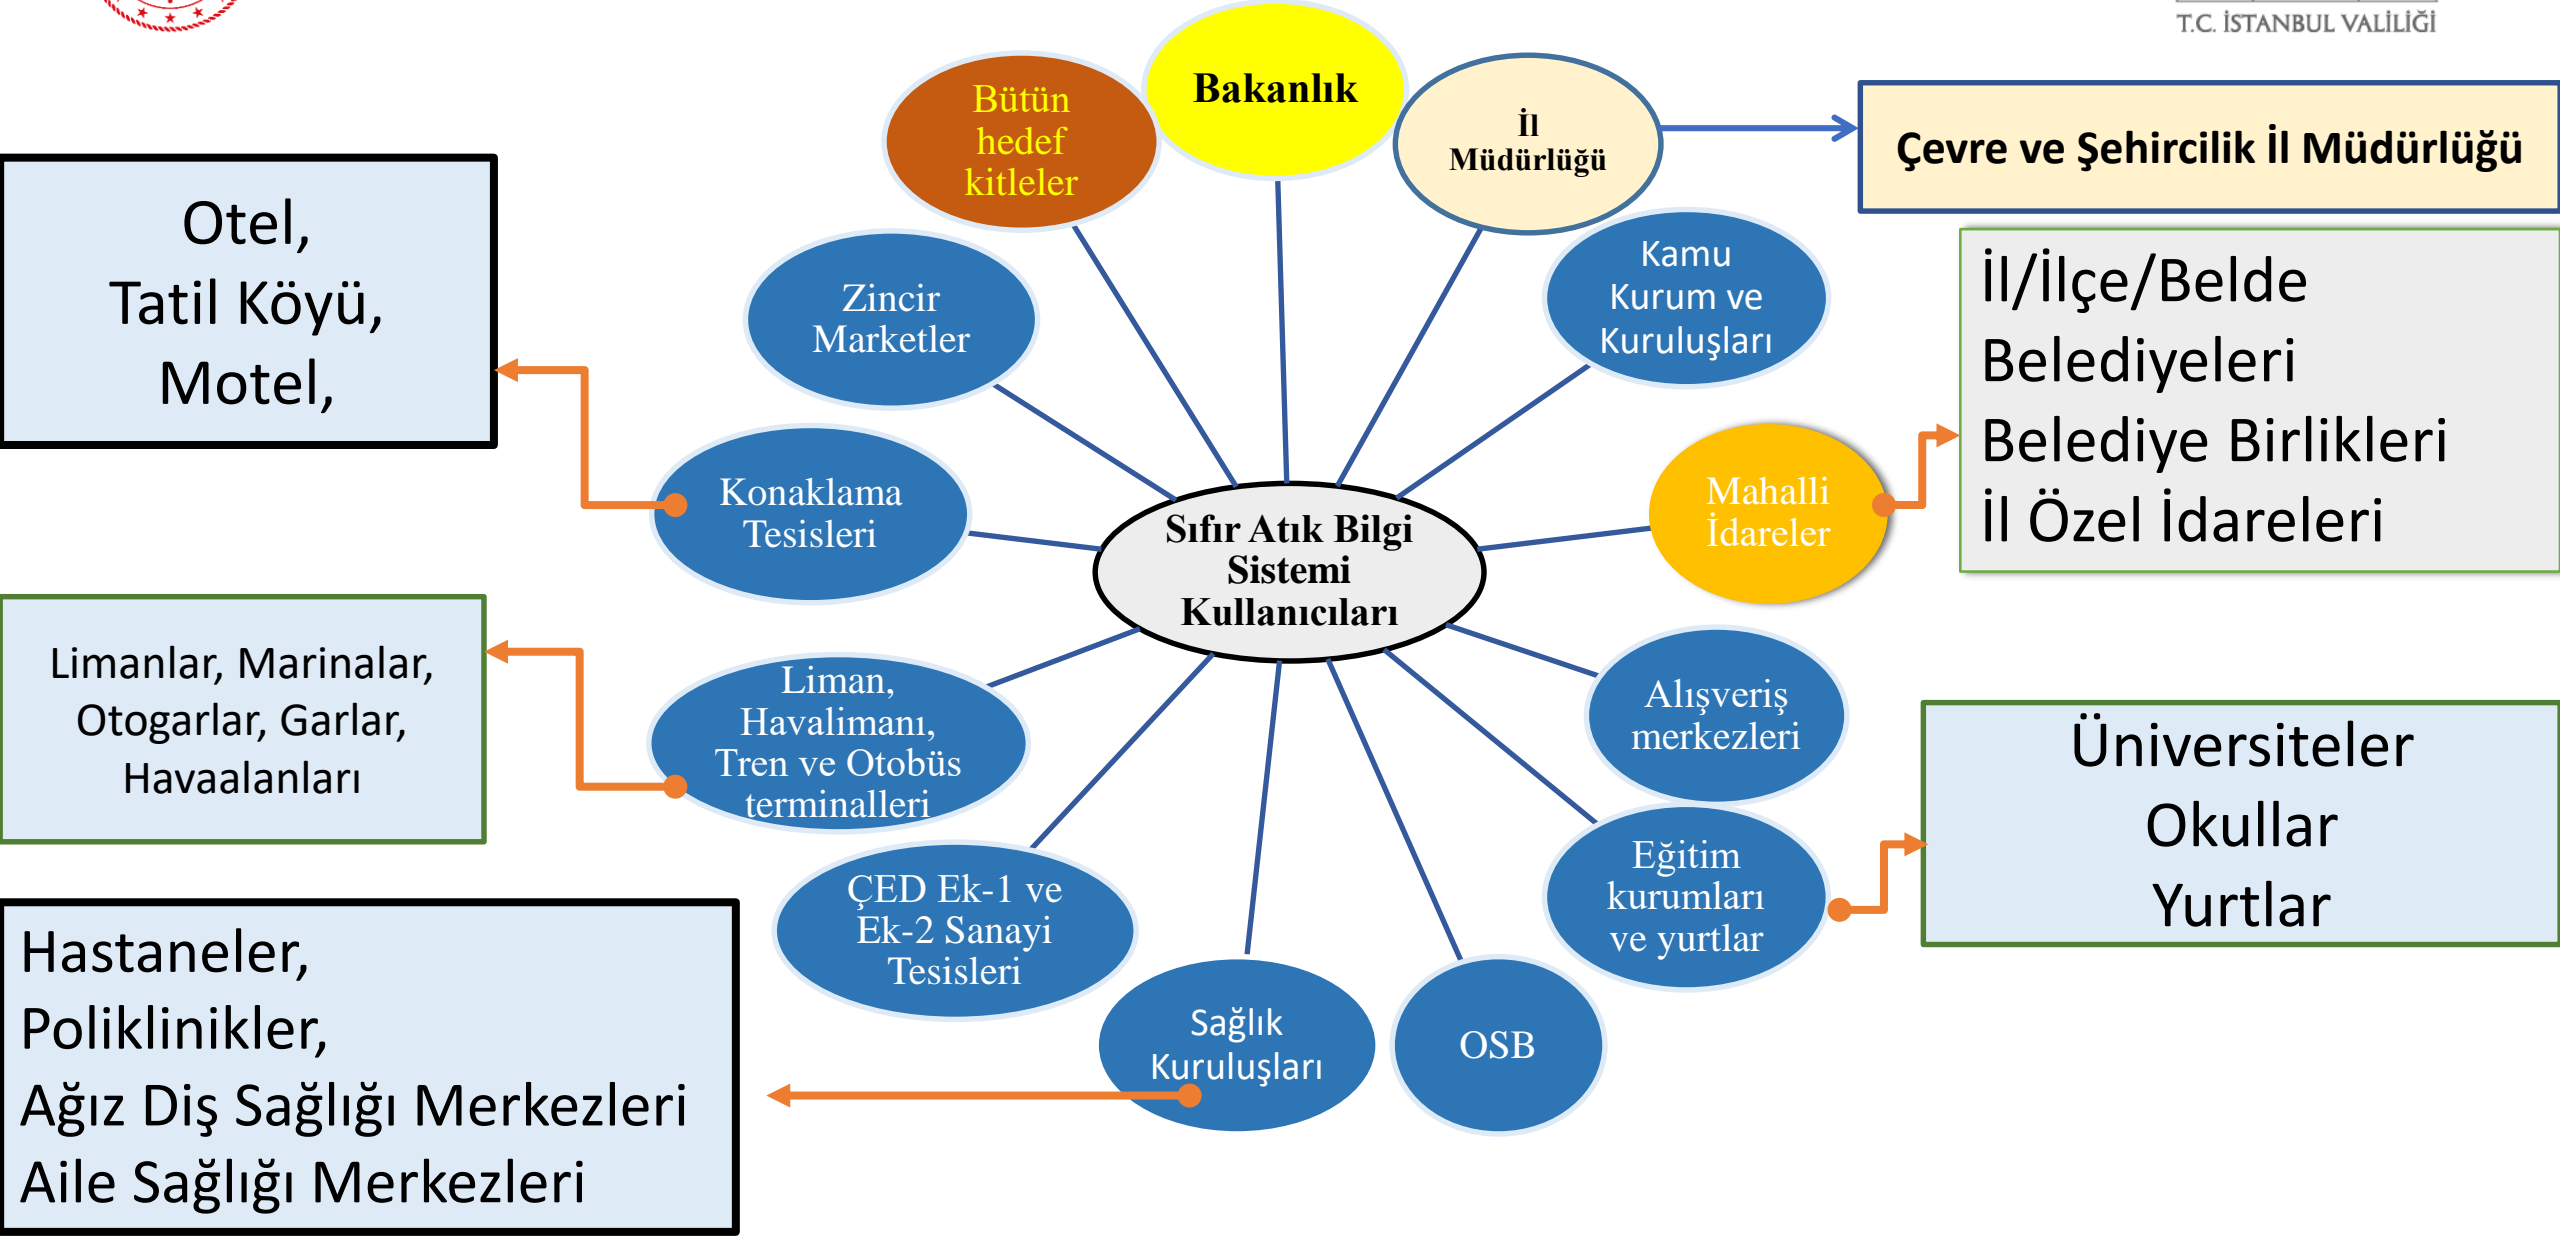 T.C. İSTANBUL VALİLİĞİ
Bakanlık
Bütün
hedef
kitleler
İl
Müdürlüğü
Çevre ve Şehircilik İl Müdürlüğü
Otel,
Tatil Köyü,
Motel,
Zincir
Marketler
Kamu
Kurum ve
Kuruluşları
İl/İlçe/Belde
Belediyeleri
Belediye Birlikleri
İl Özel İdareleri
Konaklama
Tesisleri
Mahalli
İdareler
Sıfır Atık Bilgi
Sistemi
Kullanıcıları
Limanlar, Marinalar,
Otogarlar, Garlar,
Havaalanları
Liman,
Havalimanı,
Tren ve Otobüs
terminalleri
Alışveriş
merkezleri
Üniversiteler
Okullar
Yurtlar
Eğitim
kurumları
ve yurtlar
ÇED Ek-1 ve
Ek-2 Sanayi
Tesisleri
Hastaneler,
Poliklinikler,
Ağız Diş Sağlığı Merkezleri
Aile Sağlığı Merkezleri
Sağlık
Kuruluşları
OSB